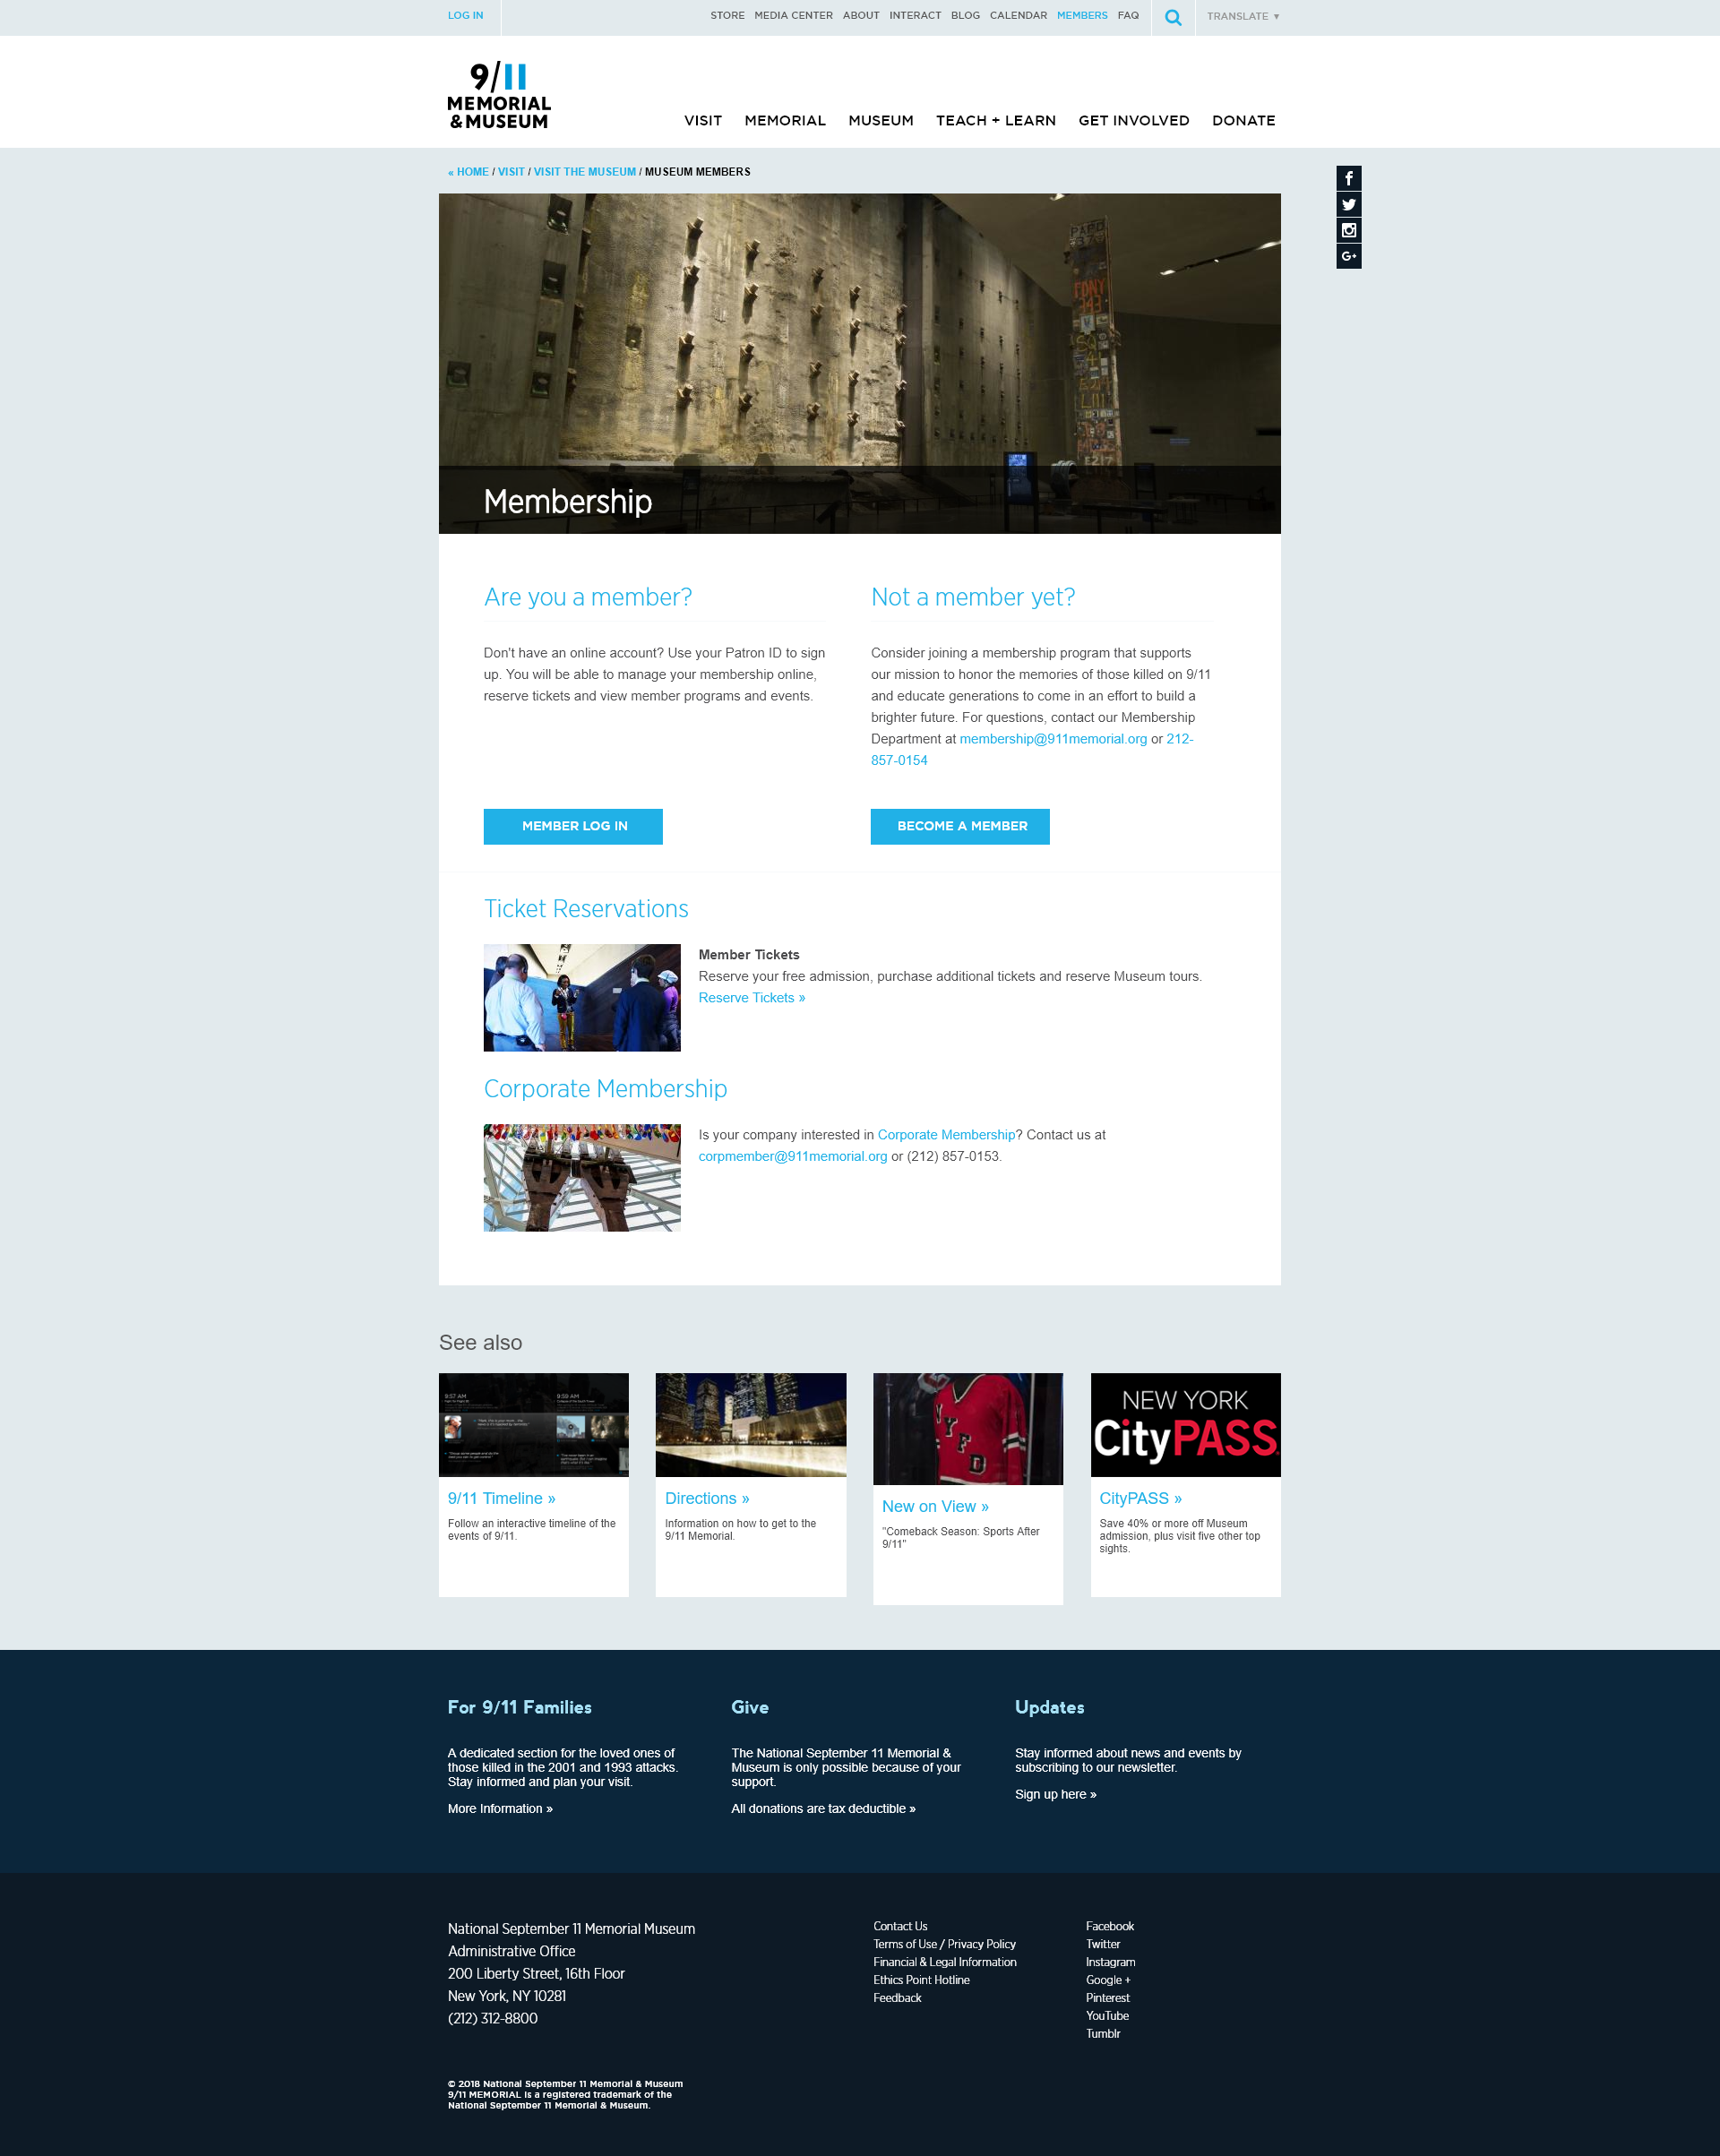 LOG IN
STORE MEDIA CENTER ABOUT INTERACT BLOG CALENDAR MEMBERS FAQ
TRANSLATE ▼
9/11
MEMORIAL
& MUSEUM
VISIT MEMORIAL MUSEUM TEACH + LEARN GET INVOLVED DONATE
« HOME / VISIT / VISIT THE MUSEUM / MUSEUM MEMBERS
PAPD
FDNY
343
Membership
Are you a member?
Don't have an online account? Use your Patron ID to sign
up. You will be able to manage your membership online,
reserve tickets and view member programs and events.
MEMBER LOG IN
Not a member yet?
Consider joining a membership program that supports
our mission to honor the memories of those killed on 9/11
and educate generations to come in an effort to build a
brighter future. For questions, contact our Membership
Department at membership@911memorial.org or 212-
857-0154
BECOME A MEMBER
Ticket Reservations
Member Tickets
Reserve your free admission, purchase additional tickets and reserve Museum tours.
Reserve Tickets »
Corporate Membership
Is your company interested in Corporate Membership? Contact us at
corpmember@911memorial.org or (212) 857-0153.
See also
9:57 AM
9:59 AM
9/11 Timeline »
Follow an interactive timeline of the
events of 9/11.
Directions »
Information on how to get to the
9/11 Memorial.
New on View »
"Comeback Season: Sports After
9/11"
NEW YORK
CityPASS
CityPASS »
Save 40% or more off Museum
admission, plus visit five other top
sights.
For 9/11 Families
A dedicated section for the loved ones of
those killed in the 2001 and 1993 attacks.
Stay informed and plan your visit.
More Information »
Give
The National September 11 Memorial &
Museum is only possible because of your
support.
All donations are tax deductible »
Updates
Stay informed about news and events by
subscribing to our newsletter.
Sign up here »
National September 11 Memorial Museum
Administrative Office
200 Liberty Street, 16th Floor
New York, NY 10281
(212) 312-8800
Contact Us
Terms of Use / Privacy Policy
Financial & Legal Information
Ethics Point Hotline
Feedback
Facebook
Twitter
Instagram
Google +
Pinterest
YouTube
Tumblr
© 2018 National September 11 Memorial & Museum
9/11 MEMORIAL is a registered trademark of the
National September 11 Memorial & Museum.